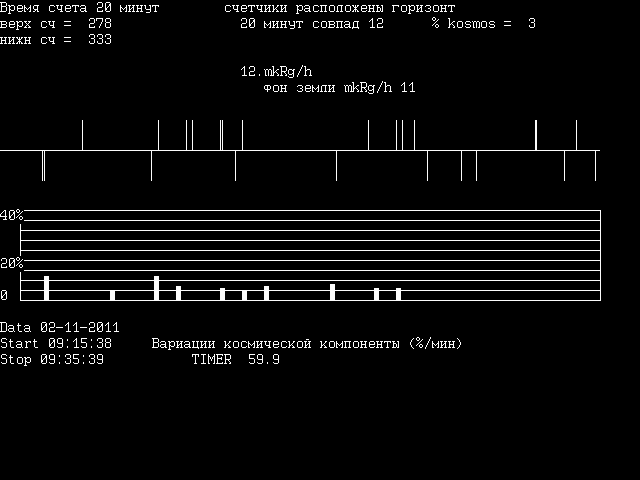 Время счета 20 минут счетчики расположены горизонт
верх сч = 278 20 минут совпад 12 % kosmos = 3
нижн сч = 333
12.mkRg/h
фон земли mkRg/h 11
40%
20%
0
Data 02-11-2011
Start 09:15:38 Вариации космической компоненты (%/мин)
Stop 09:35:39 TIMER 59.9